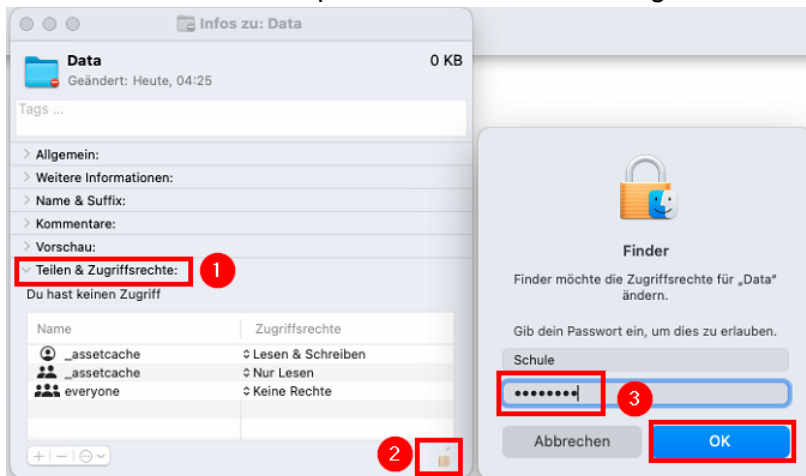 Infos zu: Data
Data
0 KB
Geändert: Heute, 04:25
Tags ...
Allgemein:
Weitere Informationen:
Name & Suffix:
Kommentare:
Vorschau:
Teilen & Zugriffsrechte:
1
Du hast keinen Zugriff
Name Zugriffsrechte
_assetcache Lesen & Schreiben
_assetcache Nur Lesen
everyone Keine Rechte
2
Finder
Finder möchte die Zugriffsrechte für „Data"
ändern.
Gib dein Passwort ein, um dies zu erlauben.
Schule
••••••••
3
Abbrechen
OK